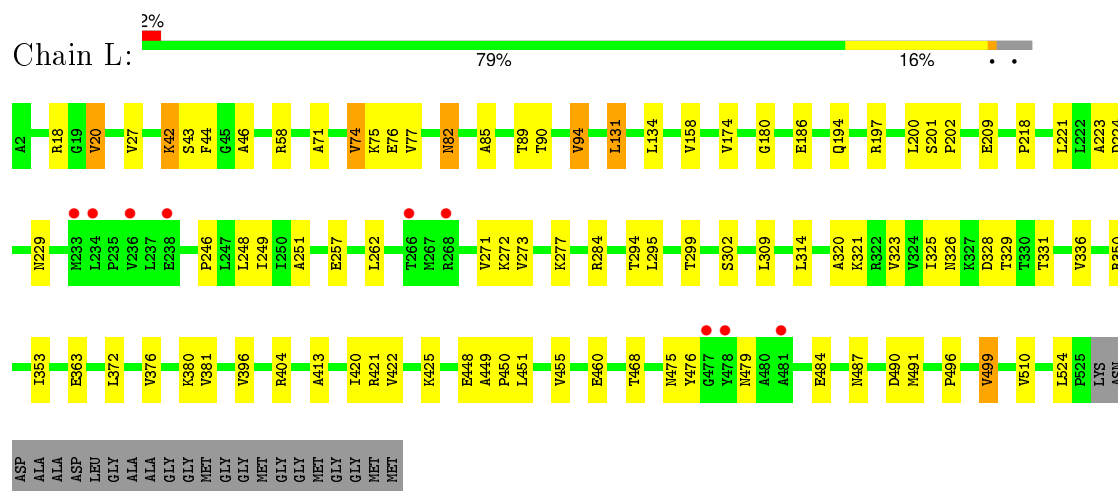 2%
Chain L:
79% 16% • •
A2 R18 G19 V20 V27 K42 S43 F44 G45 A46 R58 A71 V74 K75 E76 V77 N82 A85 T89 T90 V94 L131 L134 V158 V174 G180 E186 Q194 R197 L200 S201 P202 E209 P218 L221 L222 A223 D224
N229 M233 L234 P235 V236 L237 E238 P246 L247 L248 I249 I250 A251 E257 L262 T266 M267 R268 V271 K272 V273 K277 R284 T294 L295 T299 S302 L309 L314 A320 K321 R322 V323 V324 I325 N326 K327 D328 T329 T330 T331 V336 R350
I353 E363 L372 V376 K380 V381 V396 R404 A413 I420 R421 V422 K425 E448 A449 P450 L451 V455 E460 T468 N475 Y476 G477 Y478 N479 A480 A481 E484 N487 D490 M491 P496 V499 V510 L524 P525 LYS ASN
ASP ALA ALA ASP LEU GLY ALA ALA GLY GLY MET GLY GLY MET GLY GLY MET GLY GLY MET MET